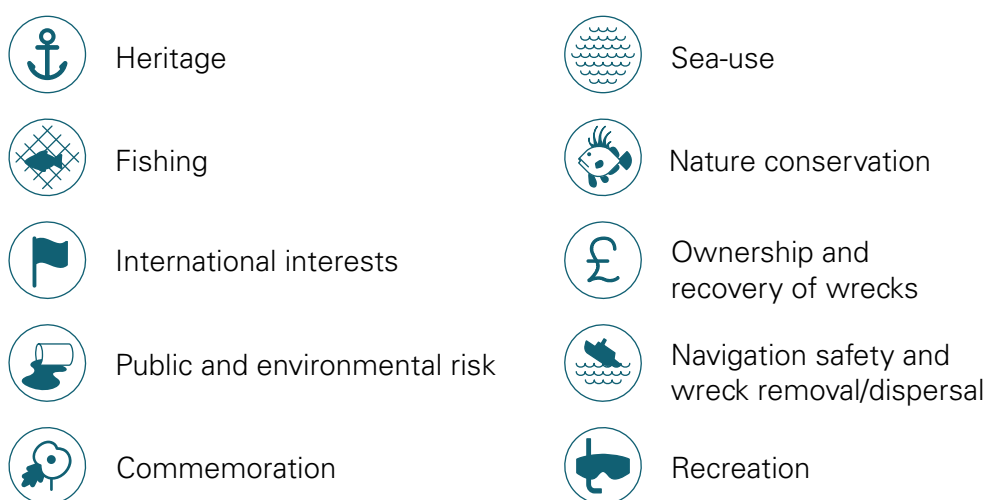 Heritage
Fishing
International interests
Public and environmental risk
Commemoration
Sea-use
Nature conservation
£
Ownership and
recovery of wrecks
Navigation safety and
wreck removal/dispersal
Recreation